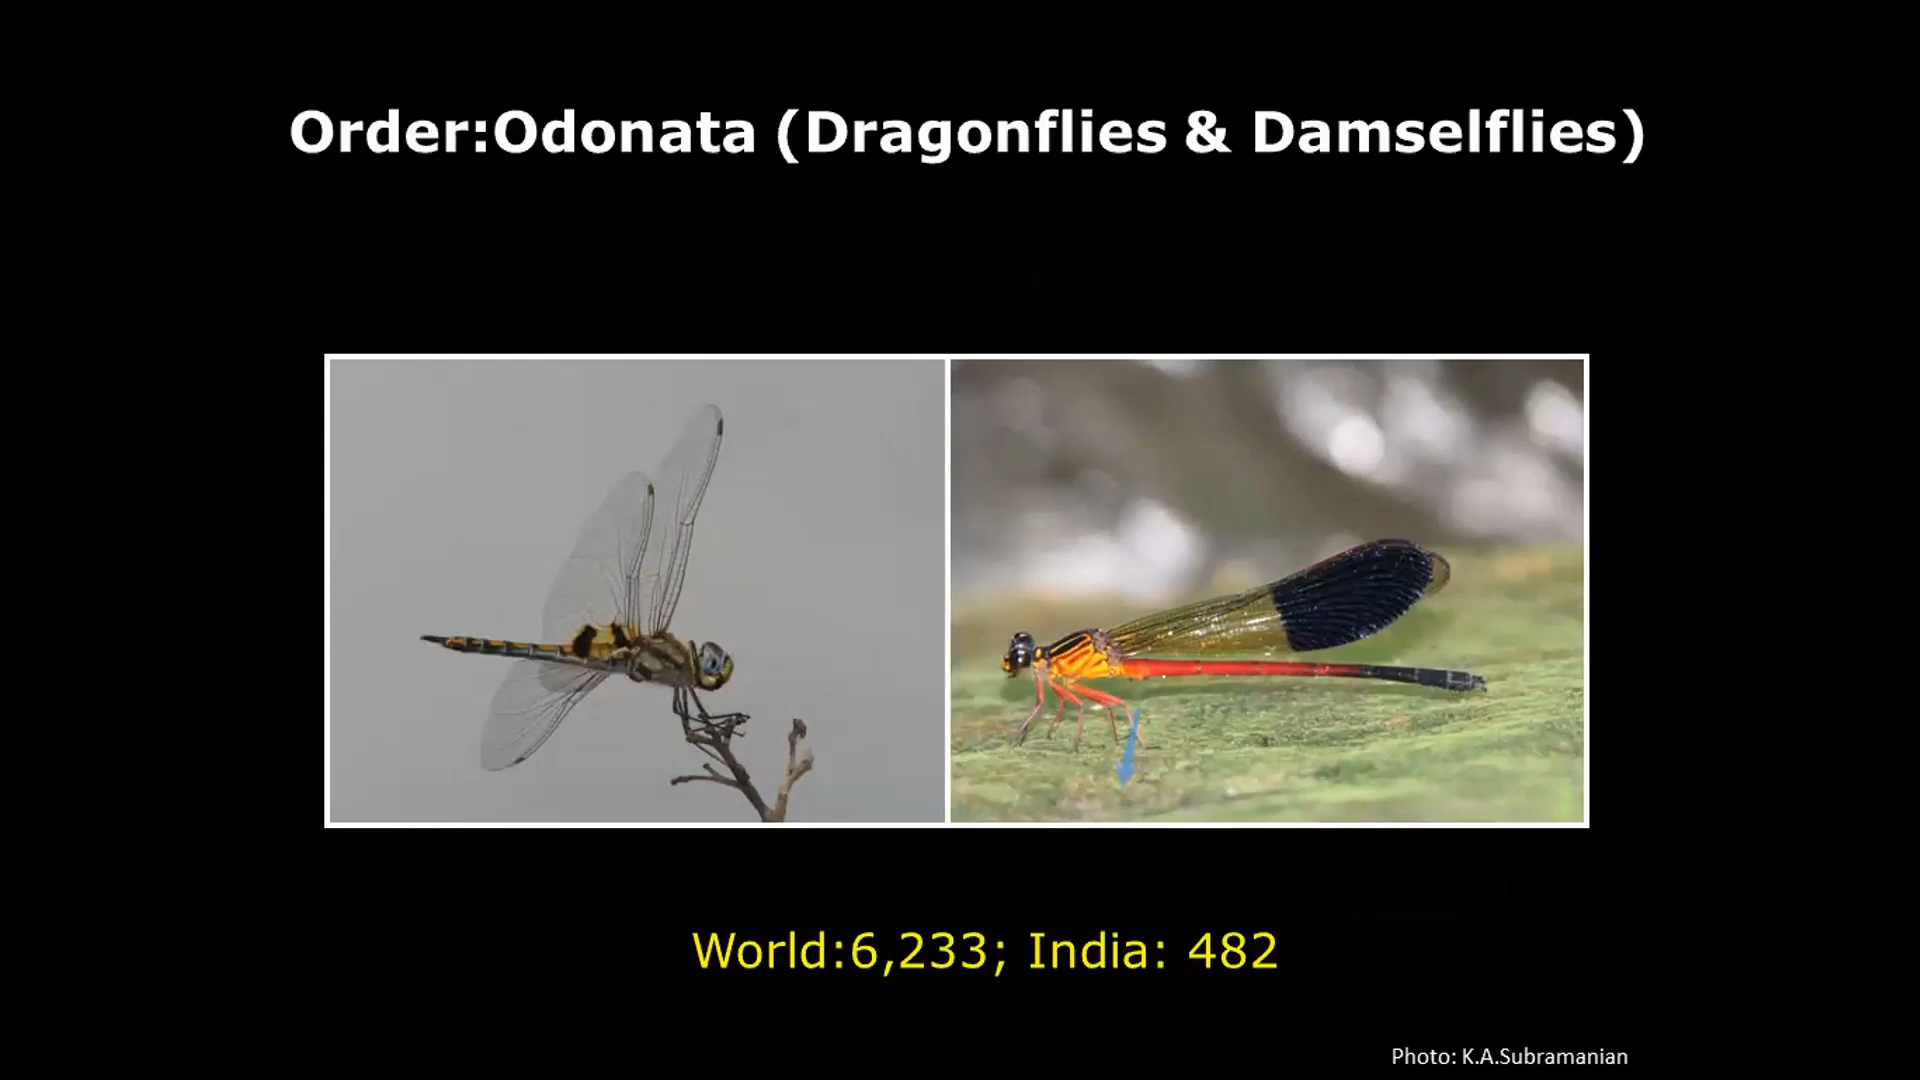 Order:Odonata (Dragonflies & Damselflies)
World:6,233; India: 482
Photo: K.A.Subramanian